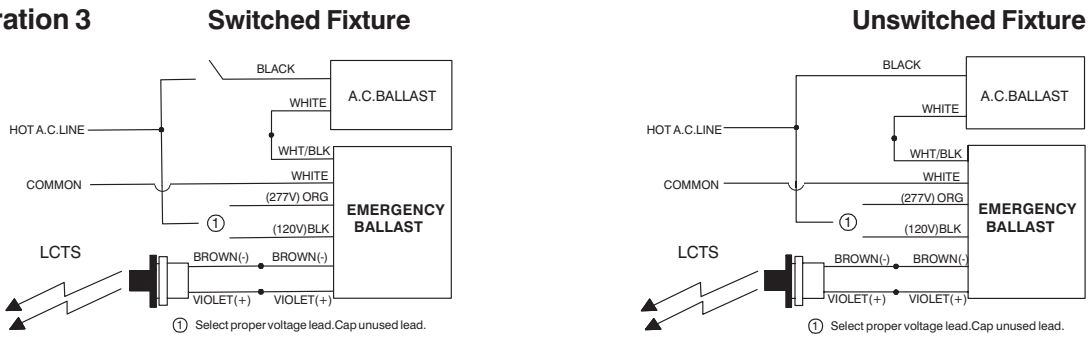 ration 3
Switched Fixture
BLACK
A.C.BALLAST
WHITE
HOT A.C.LINE
WHT/BLK
WHITE
COMMON
(277V) ORG
EMERGENCY
BALLAST
1
(120V)BLK
LCTS
BROWN(-) BROWN(-)
VIOLET(+) VIOLET(+)
1 Select proper voltage lead.Cap unused lead.
Unswitched Fixture
BLACK
A.C.BALLAST
WHITE
HOT A.C.LINE
WHT/BLK
WHITE
COMMON
(277V) ORG
EMERGENCY
BALLAST
1
(120V)BLK
LCTS
BROWN(-) BROWN(-)
VIOLET(+) VIOLET(+)
1 Select proper voltage lead.Cap unused lead.